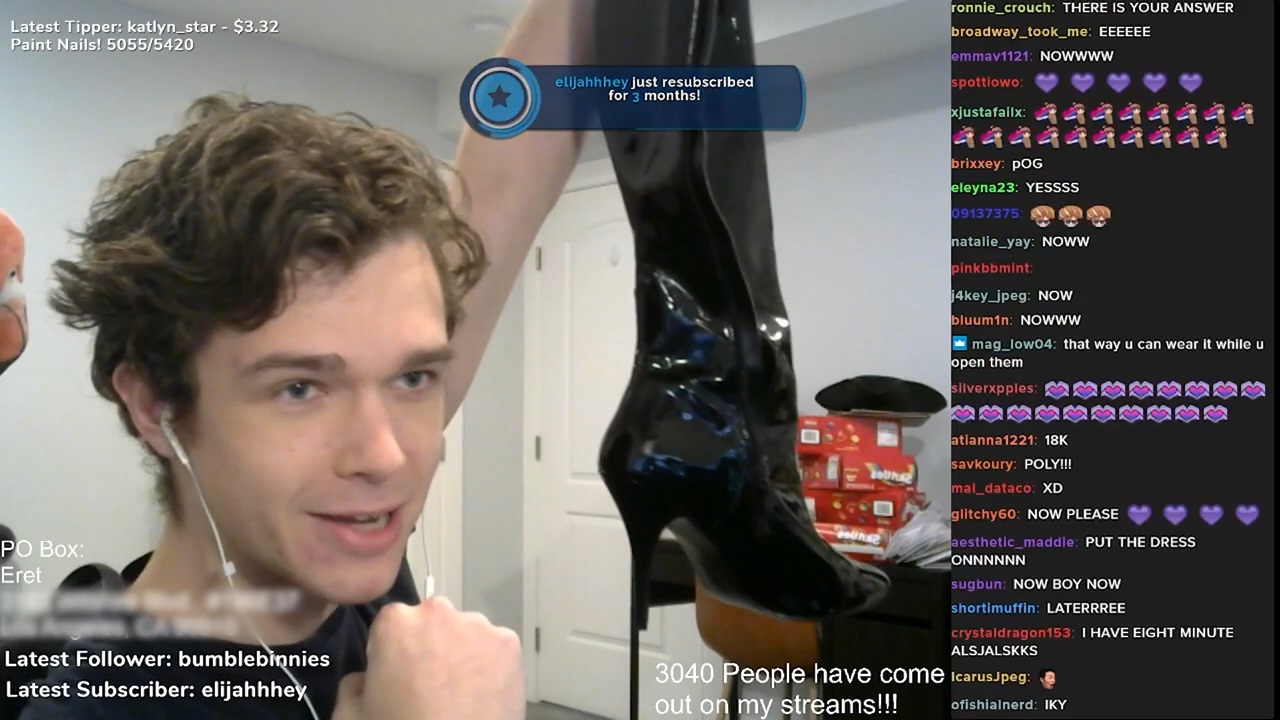 Latest Tipper: katlyn_star - $3.32
Paint Nails! 5055/5420
elijahhhey just resubscribed
for 3 months!
PO Box:
Eret
Latest Follower: bumblebinnies
Latest Subscriber: elijahhhey
3040 People have come
out on my streams!!!
Skittles
Skittles
ronnie_crouch: THERE IS YOUR ANSWER
broadway_took_me: EEEEEE
emmav1121: NOWWWW
spottiowo:
xjustafailx:
brixxey: pOG
eleyna23: YESSSS
09137375:
natalie_yay: NOWW
pinkbbmint:
j4key_jpeg: NOW
bluum1n: NOWWW
mag_low04: that way u can wear it while u
open them
silverxpples:
atianna1221: 18K
savkoury: POLY!!!
mal_dataco: XD
glitchy60: NOW PLEASE
aesthetic_maddie: PUT THE DRESS
ONNNNNN
sugbun: NOW BOY NOW
shortimuffin: LATERRREE
crystaldragon153: I HAVE EIGHT MINUTE
ALSJALSKKS
IcarusJpeg:
ofishialnerd: IKY